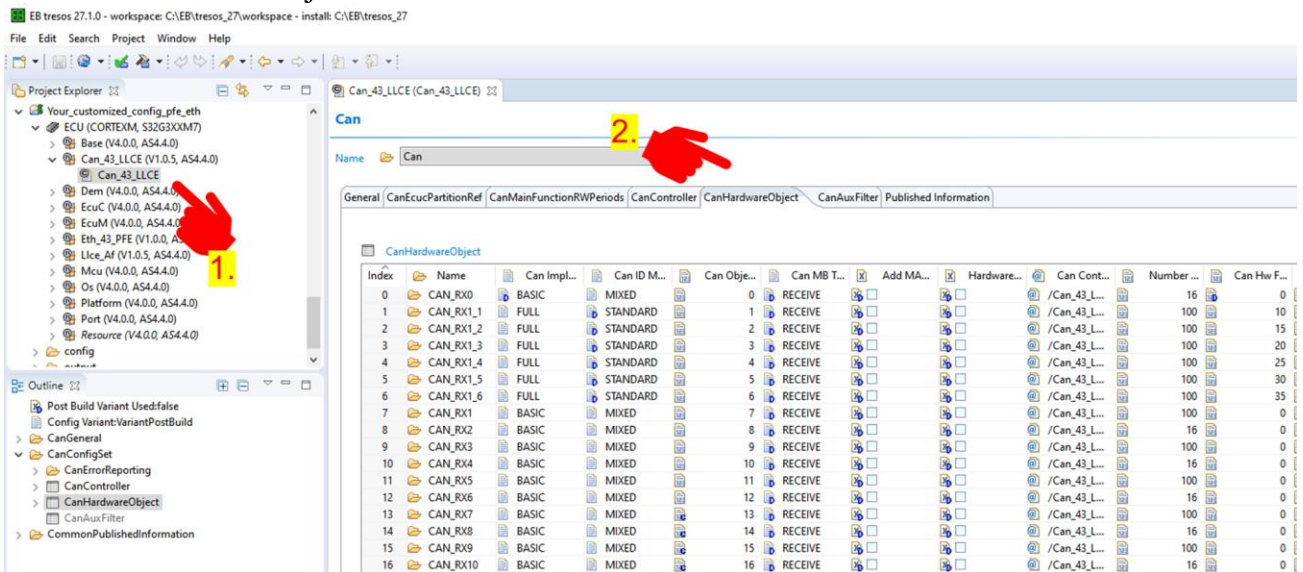 EB tresos 27.1.0 - workspace: C:\EB\tresos_27\workspace - install: C:\EB\tresos_27
File Edit Search Project Window Help
Project Explorer
Your_customized_config_pfe_eth
ECU (CORTEXM, S32G3XXM7)
Base (V4.0.0, AS4.4.0)
Can_43_LLCE (V1.0.5, AS4.4.0)
Can_43_LLCE
Dem (V4.0.0, AS4.4.0)
EcuC (V4.0.0, AS4.4.0)
EcuM (V4.0.0, AS4.4.0
Eth_43_PFE (V1.0.0, AS
Llce_Af (V1.0.5, AS4.4.0)
Mcu (V4.0.0, AS4.4.0)
Os (V4.0.0, AS4.4.0)
Platform (V4.0.0, AS4.4.0)
Port (V4.0.0, AS4.4.0)
Resource (V4.0.0, AS4.4.0)
config
1.
Outline
Post Build Variant Used:false
Config Variant:VariantPostBuild
CanGeneral
CanConfigSet
CanErrorReporting
CanController
CanHardwareObject
CanAuxFilter
CommonPublishedInformation
Can_43_LLCE (Can_43_LLCE)
Can
2.
Name Can
General CanEcucPartitionRef CanMainFunctionRWPeriods CanController CanHardwareObject CanAuxFilter Published Information
CanHardwareObject
Index Name Can Impl... Can ID M... Can Obje... Can MB T... Add MA... Hardware... Can Cont... Number ... Can Hw F...
0 CAN_RX0 BASIC MIXED 0 RECEIVE /Can_43_L... 16 0
1 CAN_RX1_1 FULL STANDARD 1 RECEIVE /Can_43_L... 100 10
2 CAN_RX1_2 FULL STANDARD 2 RECEIVE /Can_43_L... 100 15
3 CAN_RX1_3 FULL STANDARD 3 RECEIVE /Can_43_L... 100 20
4 CAN_RX1_4 FULL STANDARD 4 RECEIVE /Can_43_L... 100 25
5 CAN_RX1_5 FULL STANDARD 5 RECEIVE /Can_43_L... 100 30
6 CAN_RX1_6 FULL STANDARD 6 RECEIVE /Can_43_L... 100 35
7 CAN_RX1 BASIC MIXED 7 RECEIVE /Can_43_L... 100 0
8 CAN_RX2 BASIC MIXED 8 RECEIVE /Can_43_L... 16 0
9 CAN_RX3 BASIC MIXED 9 RECEIVE /Can_43_L... 100 0
10 CAN_RX4 BASIC MIXED 10 RECEIVE /Can_43_L... 16 0
11 CAN_RX5 BASIC MIXED 11 RECEIVE /Can_43_L... 100 0
12 CAN_RX6 BASIC MIXED 12 RECEIVE /Can_43_L... 16 0
13 CAN_RX7 BASIC MIXED 13 RECEIVE /Can_43_L... 100 0
14 CAN_RX8 BASIC MIXED 14 RECEIVE /Can_43_L... 16 0
15 CAN_RX9 BASIC MIXED 15 RECEIVE /Can_43_L... 100 0
16 CAN_RX10 BASIC MIXED 16 RECEIVE /Can_43_L... 16 0